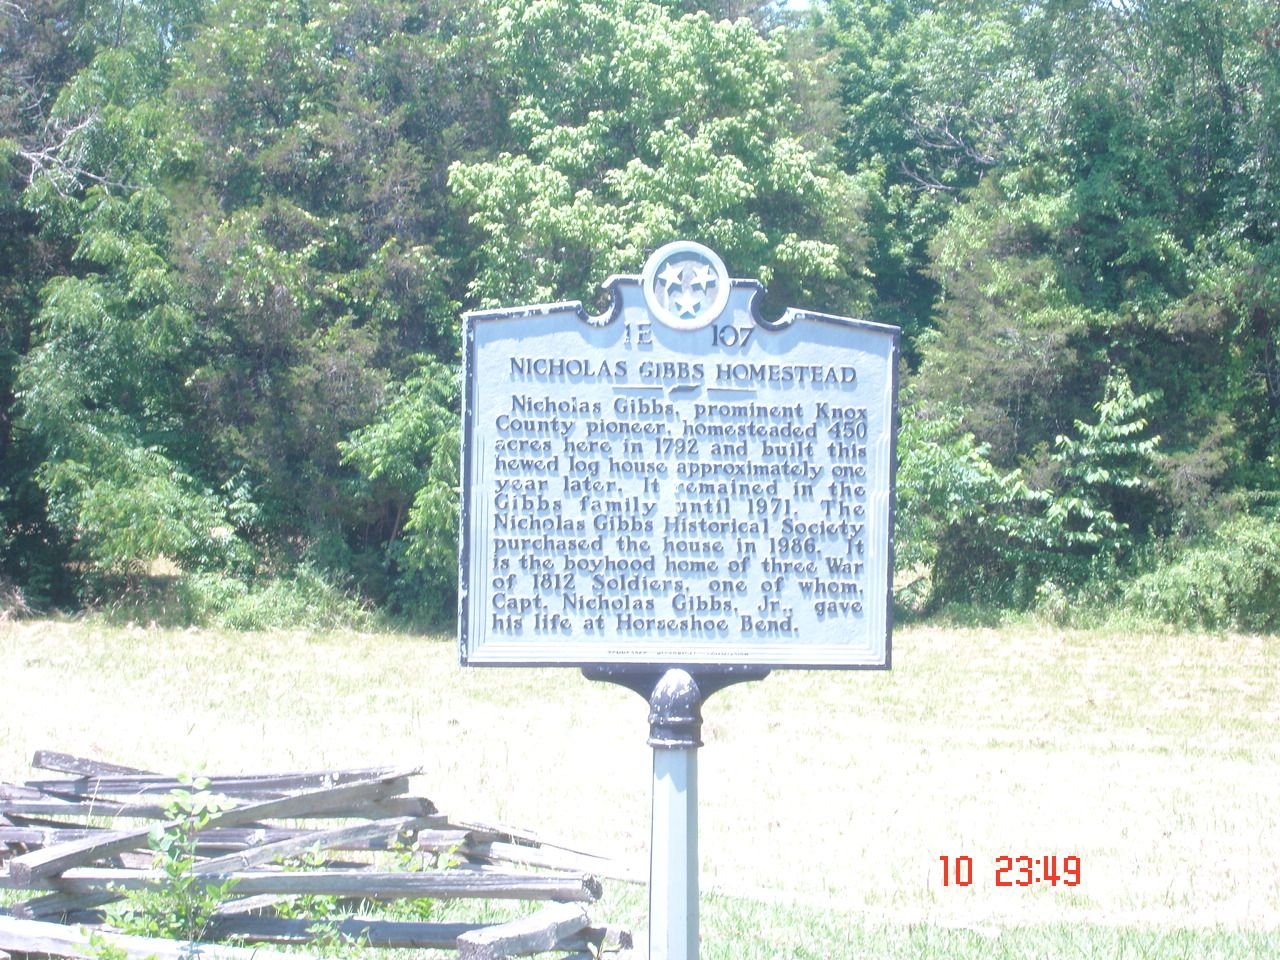 1E 107
NICHOLAS GIBBS HOMESTEAD
Nicholas Gibbs, prominent Knox
County pioneer, homesteaded 450
acres here in 1792 and built this
hewed log house approximately one
year later. It remained in the
Gibbs family until 1971. The
Nicholas Gibbs Historical Society
purchased the house in 1986. It
is the boyhood home of three War
of 1812 Soldiers, one of whom,
Capt. Nicholas Gibbs, Jr., gave
his life at Horseshoe Bend.
TENNESSEE HISTORICAL COMMISSION
10 23:49